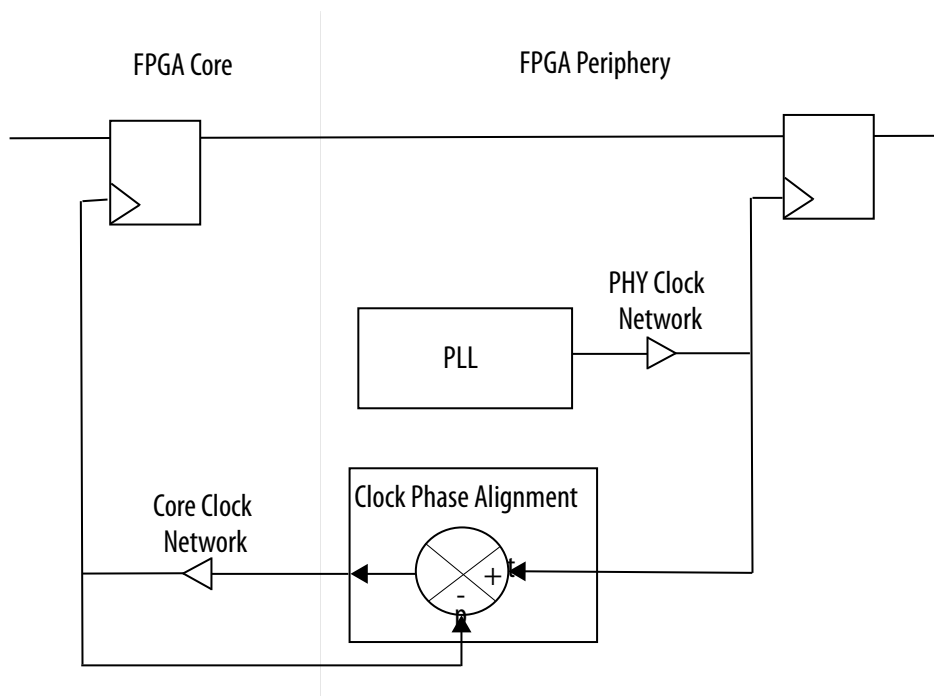 FPGA Core
FPGA Periphery
PHY Clock
Network
PLL
Clock Phase Alignment
Core Clock
Network
+
-